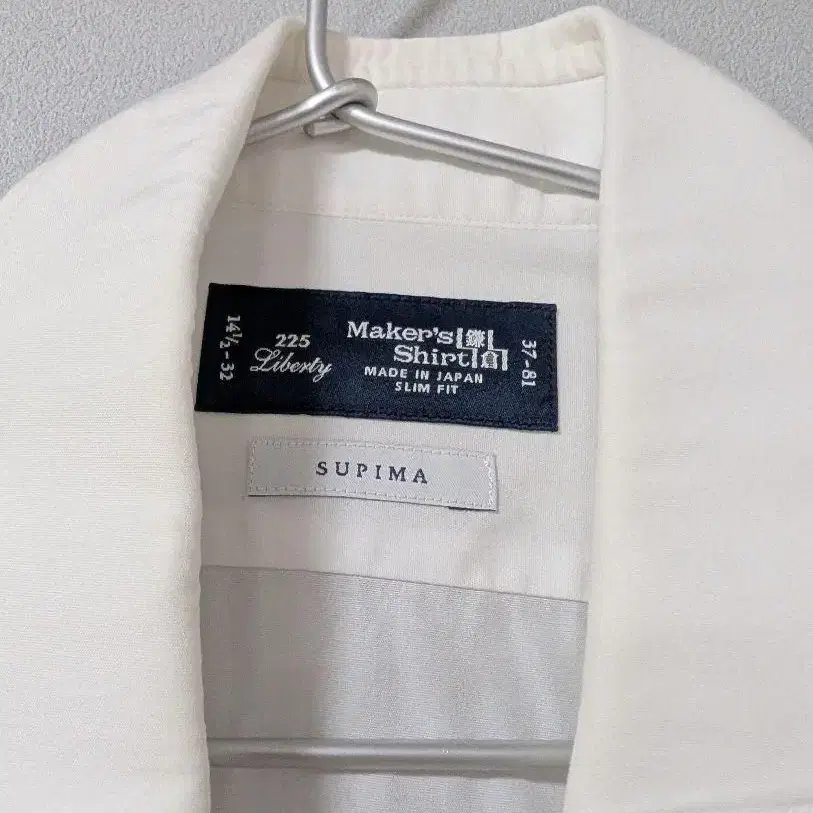 14½-32
225
Liberty
Maker's
Shirt
MADE IN JAPAN
SLIM FIT
37-81
SUPIMA